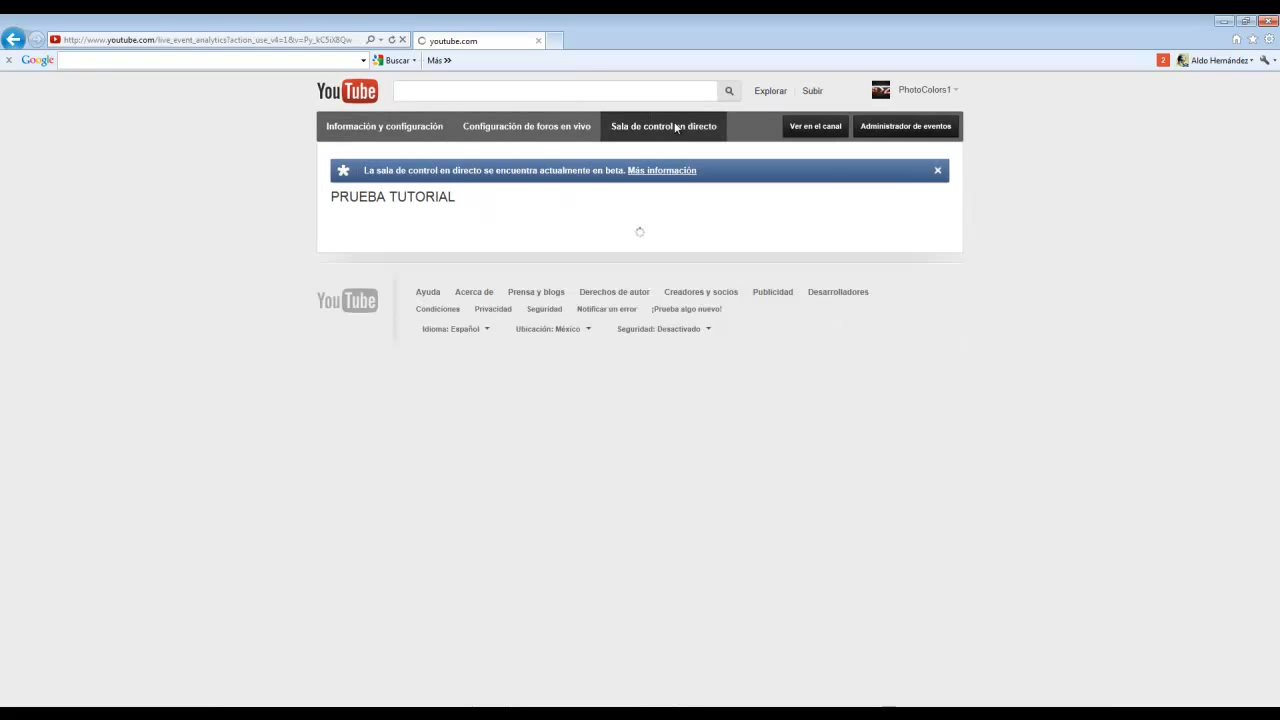 http://www.youtube.com/live_event_analytics?action_use_v4=1&v=Py_kC5iX8Qw
youtube.com
Google
Buscar
Más »
2
Aldo Hernández
YouTube
Explorar
Subir
PhotoColors1
Información y configuración
Configuración de foros en vivo
Sala de control en directo
Ver en el canal
Administrador de eventos
La sala de control en directo se encuentra actualmente en beta. Más información
PRUEBA TUTORIAL
YouTube
Ayuda Acerca de Prensa y blogs Derechos de autor Creadores y socios Publicidad Desarrolladores
Condiciones Privacidad Seguridad Notificar un error ¡Prueba algo nuevo!
Idioma: Español Ubicación: México Seguridad: Desactivado